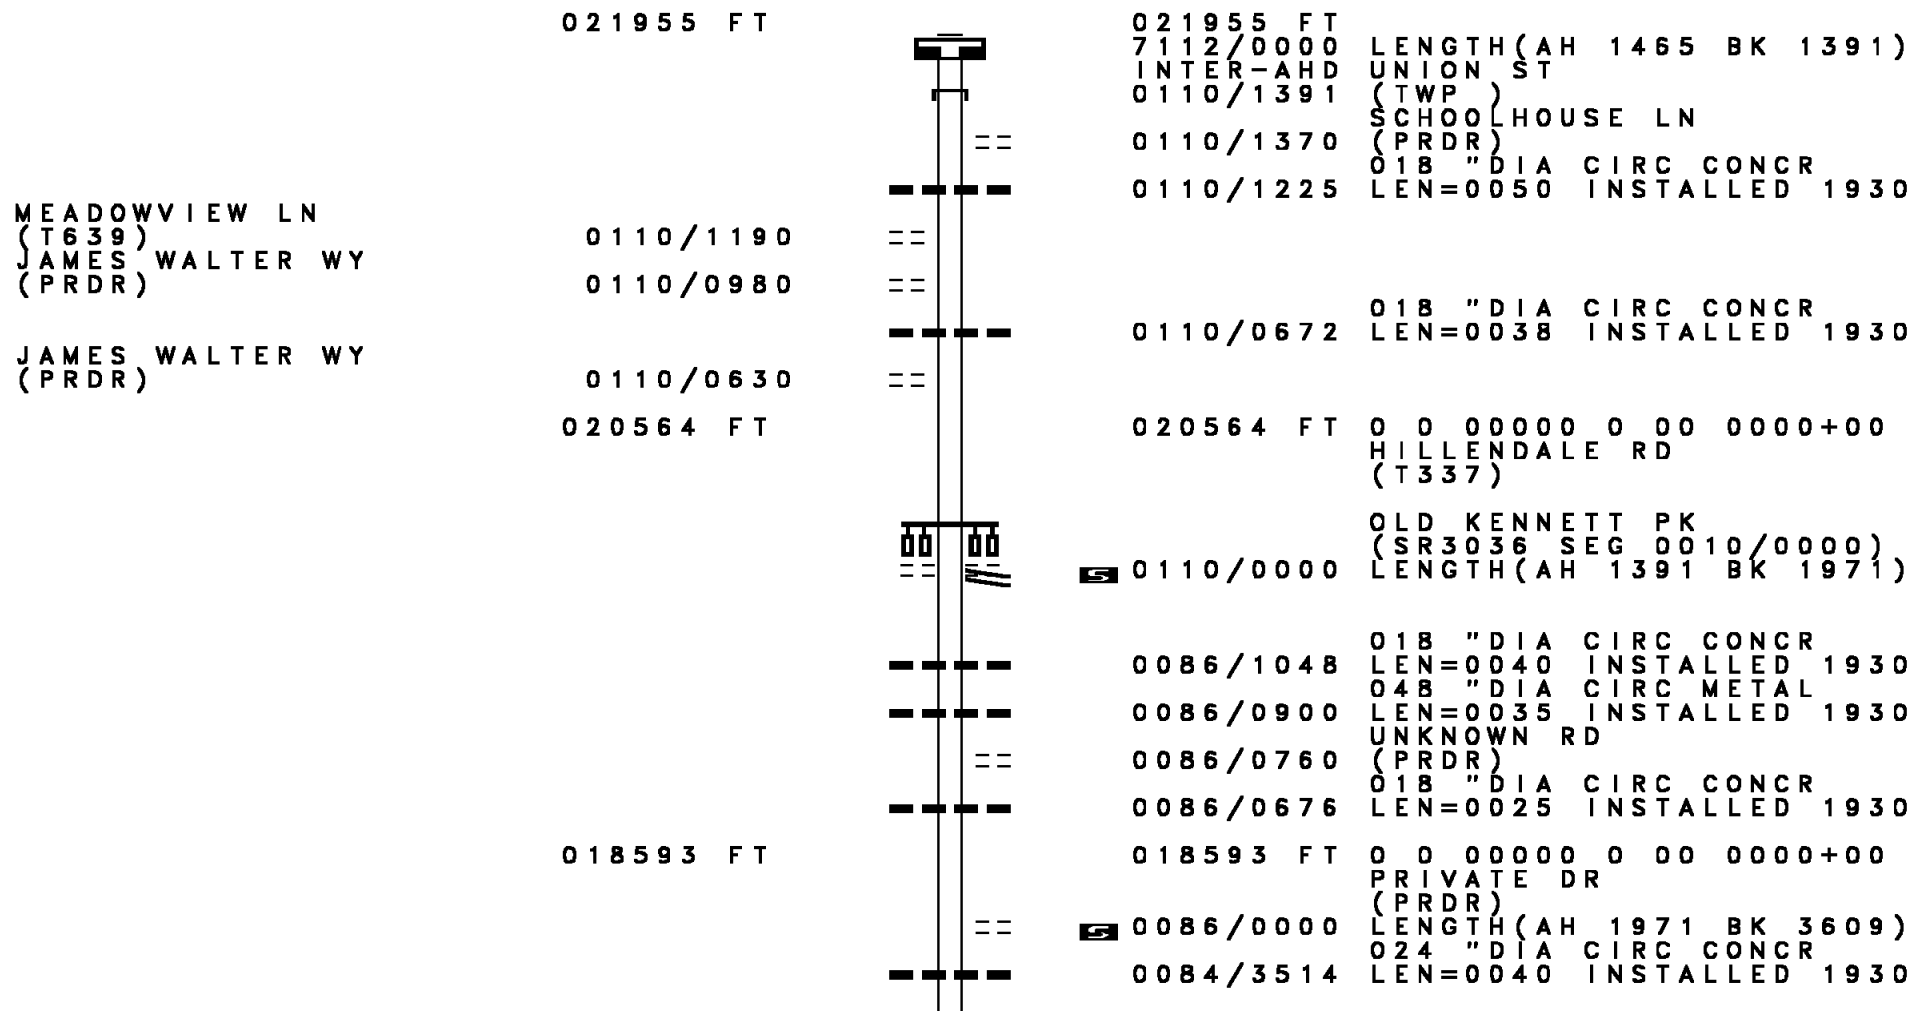 021955 FT 021955 FT
7112/0000 LENGTH(AH 1465 BK 1391)
INTER-AHD UNION ST
0110/1391 (TWP )
SCHOOLHOUSE LN
0110/1370 (PRDR)
018 "DIA CIRC CONCR
0110/1225 LEN=0050 INSTALLED 1930
MEADOWVIEW LN
(T639) 0110/1190
JAMES WALTER WY
(PRDR) 0110/0980
018 "DIA CIRC CONCR
0110/0672 LEN=0038 INSTALLED 1930
JAMES WALTER WY
(PRDR) 0110/0630
020564 FT 020564 FT 0 0 00000 0 00 0000+00
HILLENDALE RD
(T337)
OLD KENNETT PK
(SR3036 SEG 0010/0000)
S 0110/0000 LENGTH(AH 1391 BK 1971)
018 "DIA CIRC CONCR
0086/1048 LEN=0040 INSTALLED 1930
048 "DIA CIRC METAL
0086/0900 LEN=0035 INSTALLED 1930
UNKNOWN RD
0086/0760 (PRDR)
018 "DIA CIRC CONCR
0086/0676 LEN=0025 INSTALLED 1930
018593 FT 018593 FT 0 0 00000 0 00 0000+00
PRIVATE DR
(PRDR)
S 0086/0000 LENGTH(AH 1971 BK 3609)
024 "DIA CIRC CONCR
0084/3514 LEN=0040 INSTALLED 1930